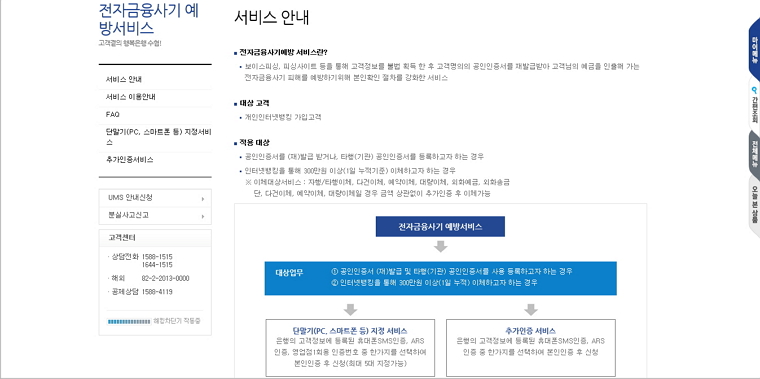 전자금융사기 예
방서비스
고객곁의 행복은행 수협!
서비스 안내
서비스 이용안내
FAQ
단말기(PC, 스마트폰 등) 지정서비
스
추가인증서비스
UMS 안내신청
분실사고신고
고객센터
· 상담전화 1588-1515
1644-1515
· 해외 82-2-2013-0000
· 공제상담 1588-4119
해킹차단기 작동중
서비스 안내
전자금융사기예방 서비스란?
• 보이스피싱, 피싱사이트 등을 통해 고객정보를 불법 획득 한 후 고객명의의 공인인증서를 재발급받아 고객님의 예금을 인출해 가는
전자금융사기 피해를 예방하기위해 본인확인 절차를 강화한 서비스
대상 고객
• 개인인터넷뱅킹 가입고객
적용 대상
• 공인인증서를 (재)발급 받거나, 타행(기관) 공인인증서를 등록하고자 하는 경우
• 인터넷뱅킹을 통해 300만원 이상(1일 누적기준) 이체하고자 하는 경우
※ 이체대상서비스 : 자행/타행이체, 다건이체, 예약이체, 대량이체, 외화예금, 외화송금
단, 다건이체, 예약이체, 대량이체일 경우 금액 상관없이 추가인증 후 이체가능
전자금융사기 예방서비스
대상업무 ① 공인인증서 (재)발급 및 타행(기관) 공인인증서를 사용 등록하고자 하는 경우
② 인터넷뱅킹을 통해 300만원 이상(1일 누적) 이체하고자 하는 경우
단말기(PC, 스마트폰 등) 지정 서비스
은행의 고객정보에 등록된 휴대폰SMS인증, ARS
인증, 영업점1회용 인증번호 중 한가지를 선택하여
본인인증 후 신청(최대 5대 지정가능)
추가인증 서비스
은행의 고객정보에 등록된 휴대폰SMS인증, ARS
인증 중 한가지를 선택하여 본인인증 후 신청
마이메뉴
간편조회
전체메뉴
오늘본상품